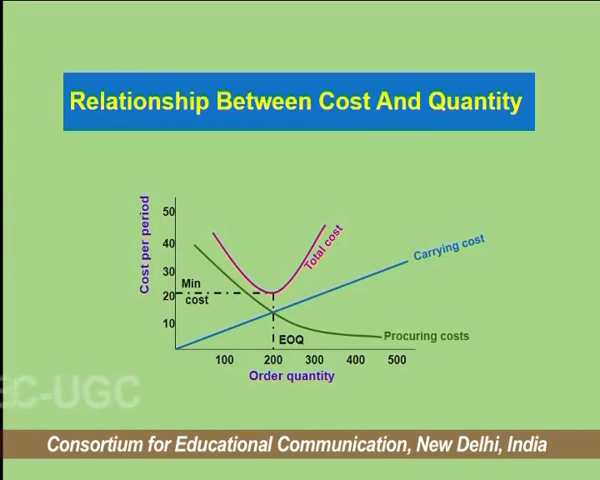 Relationship Between Cost And Quantity
Cost per period
50
40
30
20
10
Min
cost
Total cost
Carrying cost
Procuring costs
EOQ
100 200 300 400 500
Order quantity
C-UGC
Consortium for Educational Communication, New Delhi, India